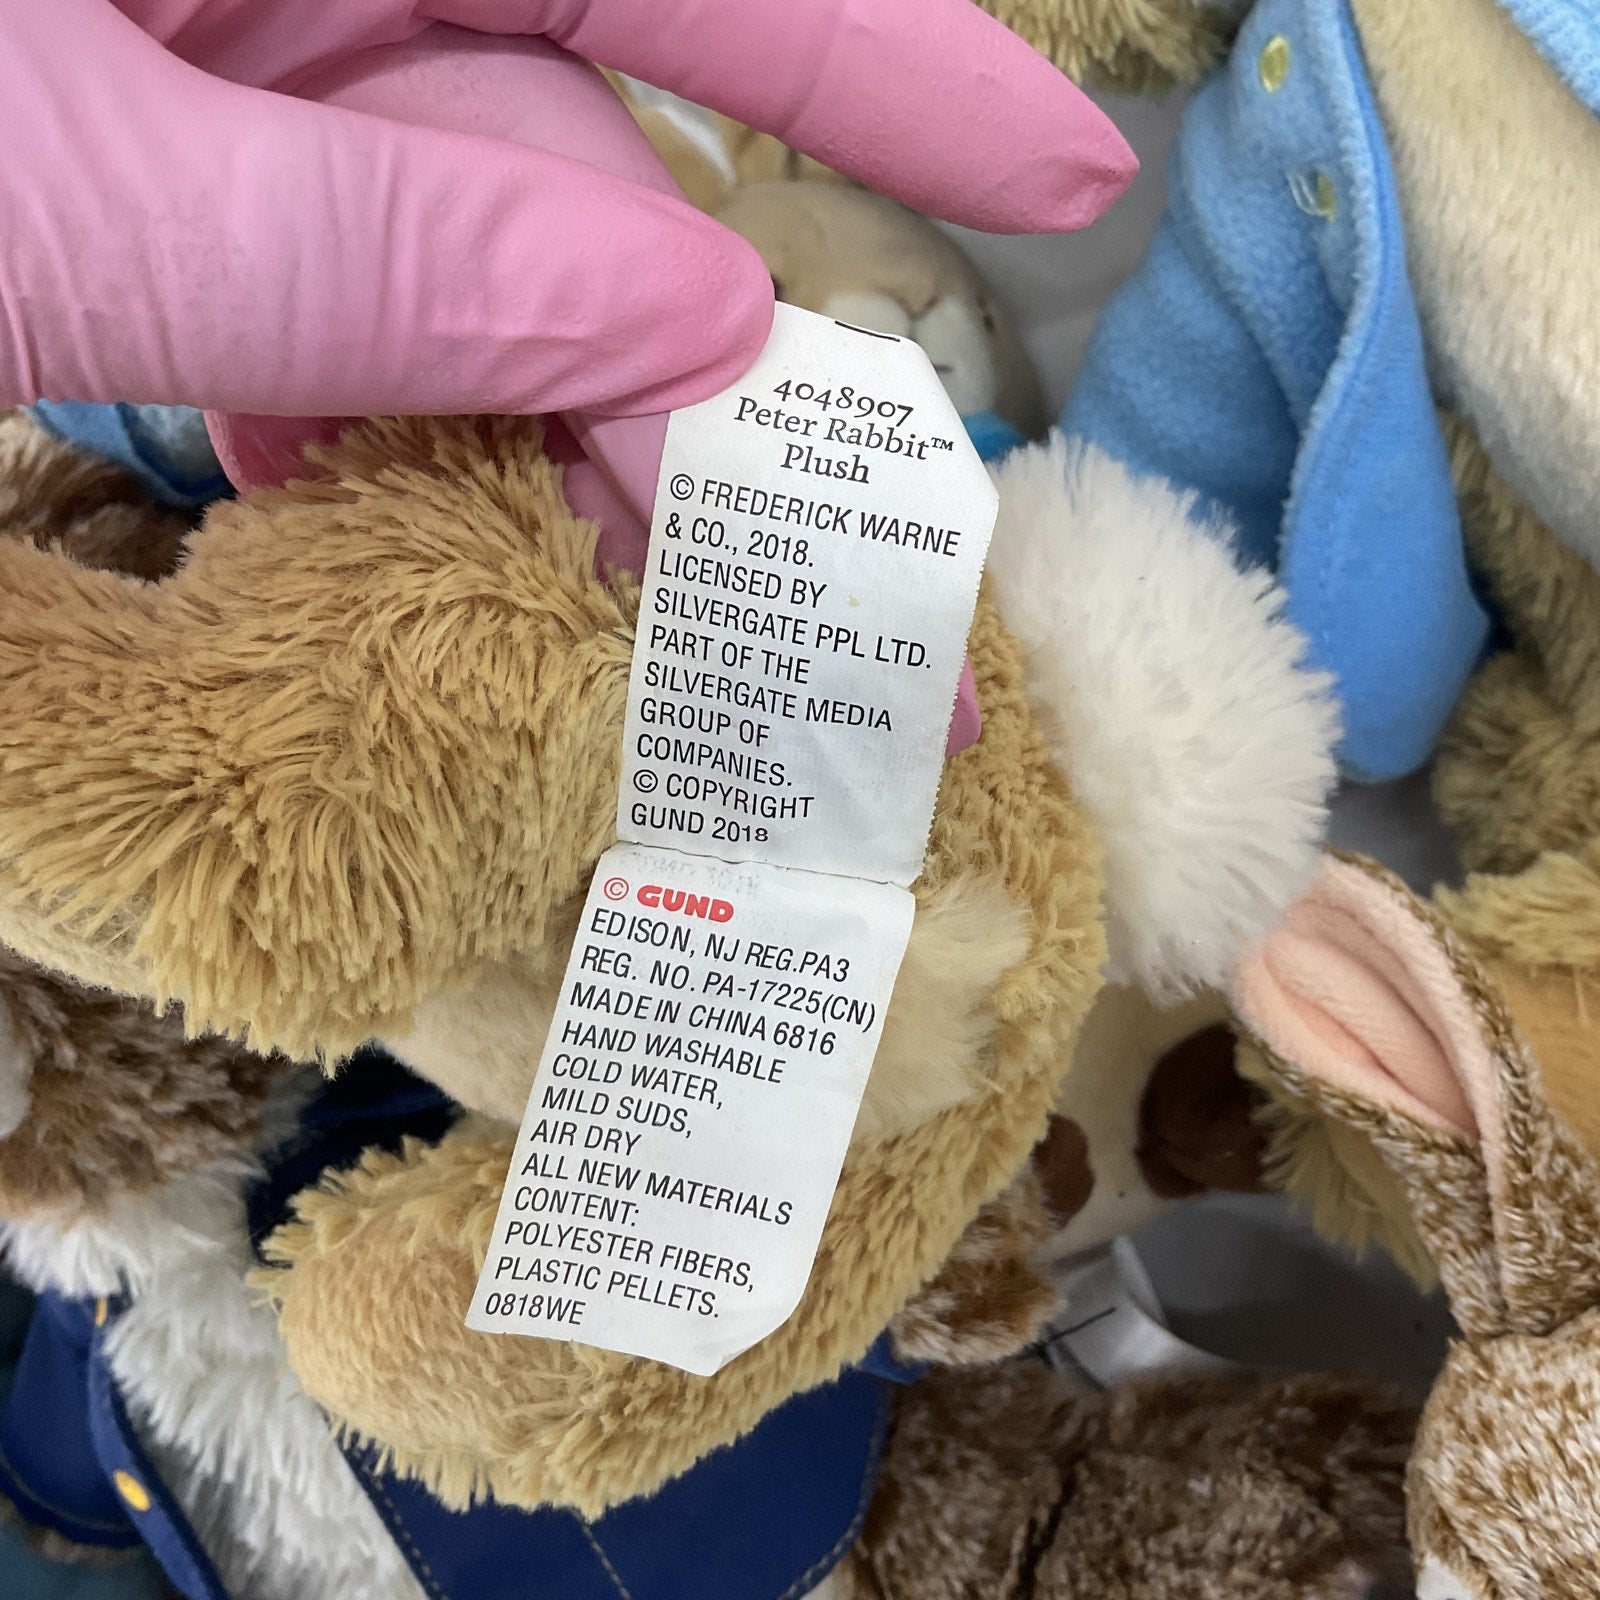 4048907
Peter Rabbit™
Plush
© FREDERICK WARNE
& CO., 2018.
LICENSED BY
SILVERGATE PPL LTD.
PART OF THE
SILVERGATE MEDIA
GROUP OF
COMPANIES.
© COPYRIGHT
GUND 2018
© GUND
EDISON, NJ REG.PA3
REG. NO. PA-17225(CN)
MADE IN CHINA 6816
HAND WASHABLE
COLD WATER,
MILD SUDS,
AIR DRY
ALL NEW MATERIALS
CONTENT:
POLYESTER FIBERS,
PLASTIC PELLETS.
0818WE